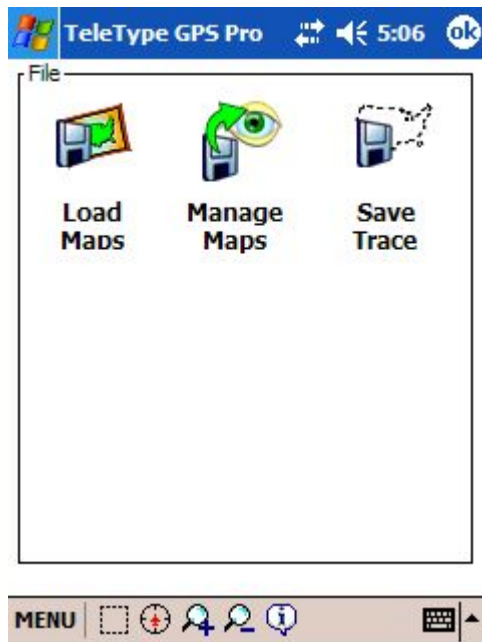 TeleType GPS Pro 5:06 ok
File
Load Maps
Manage Maps
Save Trace
MENU